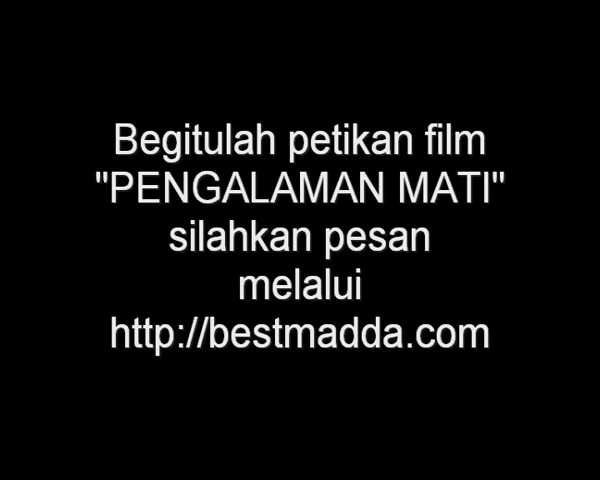 Begitulah petikan film
"PENGALAMAN MATI"
silahkan pesan
melalui
http://bestmadda.com